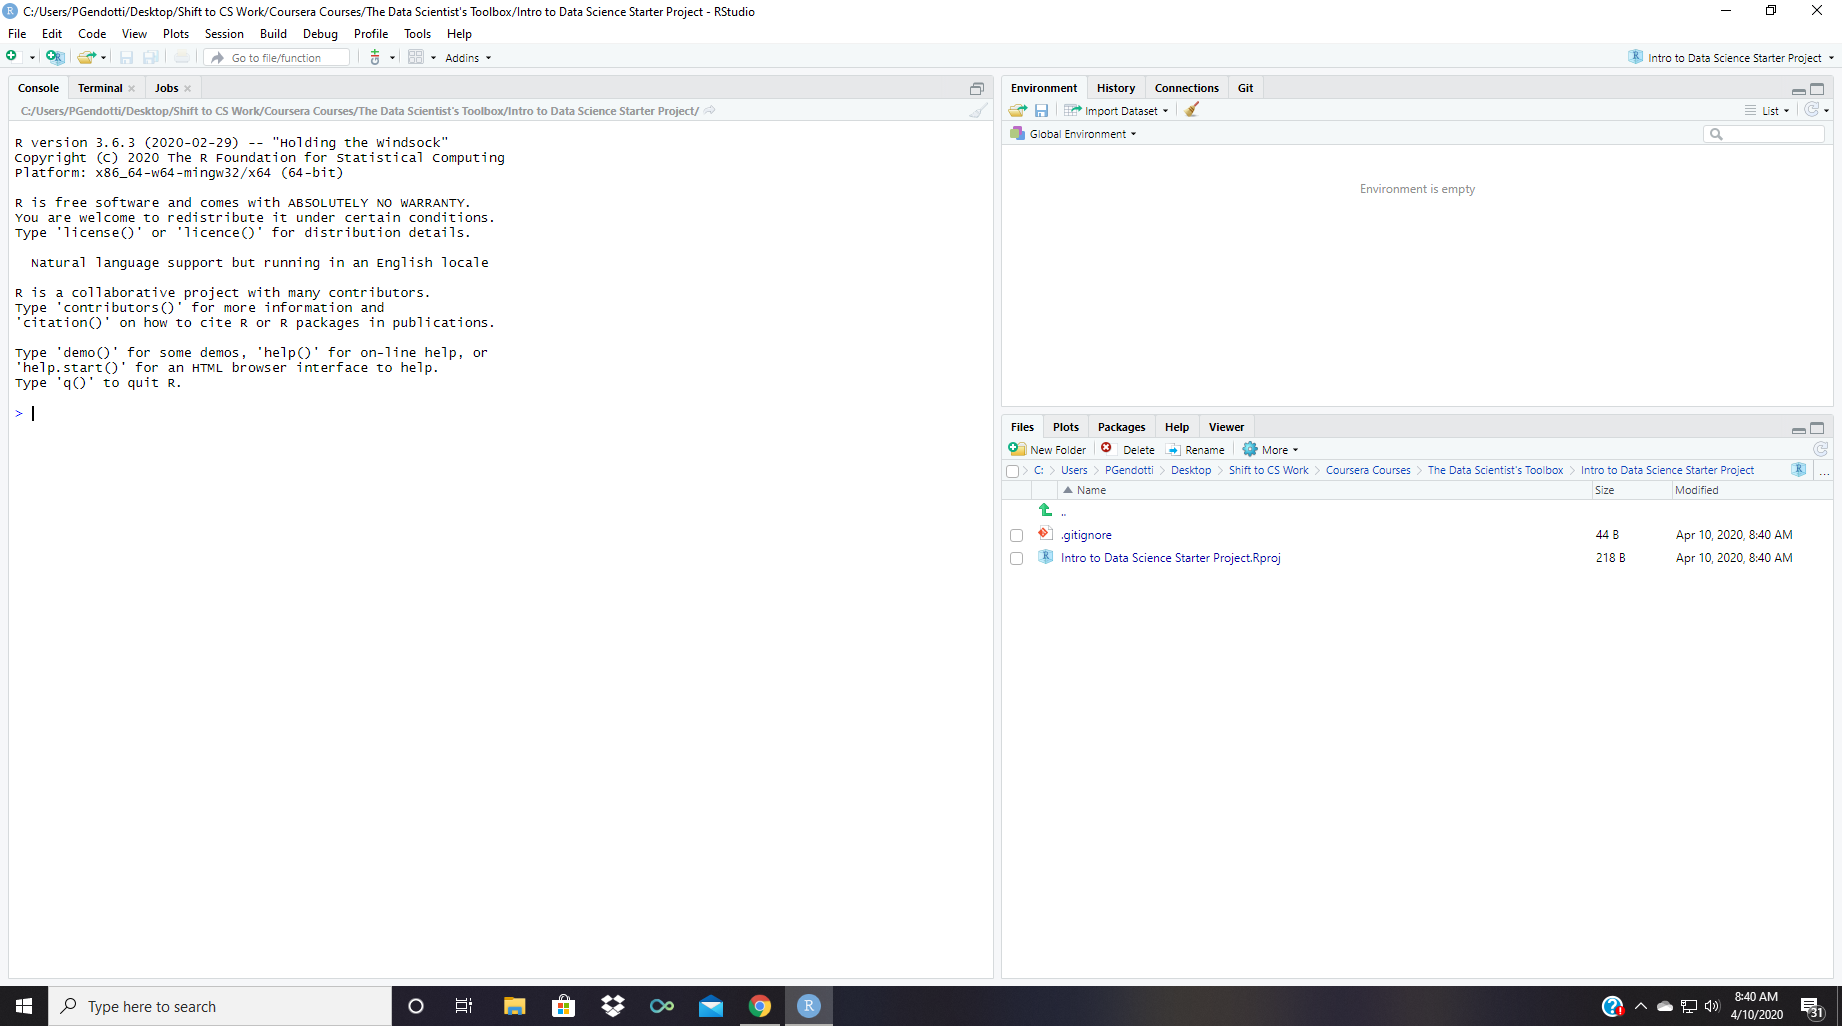 C:/Users/PGendotti/Desktop/Shift to CS Work/Coursera Courses/The Data Scientist's Toolbox/Intro to Data Science Starter Project - RStudio
File Edit Code View Plots Session Build Debug Profile Tools Help
Go to file/function Addins
Intro to Data Science Starter Project
Console Terminal Jobs
C:/Users/PGendotti/Desktop/Shift to CS Work/Coursera Courses/The Data Scientist's Toolbox/Intro to Data Science Starter Project/
R version 3.6.3 (2020-02-29) -- "Holding the Windsock"
Copyright (C) 2020 The R Foundation for Statistical Computing
Platform: x86_64-w64-mingw32/x64 (64-bit)
R is free software and comes with ABSOLUTELY NO WARRANTY.
You are welcome to redistribute it under certain conditions.
Type 'license()' or 'licence()' for distribution details.
Natural language support but running in an English locale
R is a collaborative project with many contributors.
Type 'contributors()' for more information and
'citation()' on how to cite R or R packages in publications.
Type 'demo()' for some demos, 'help()' for on-line help, or
'help.start()' for an HTML browser interface to help.
Type 'q()' to quit R.
>
Environment History Connections Git
Import Dataset List
Global Environment
Environment is empty
Files Plots Packages Help Viewer
New Folder Delete Rename More
C: > Users > PGendotti > Desktop > Shift to CS Work > Coursera Courses > The Data Scientist's Toolbox > Intro to Data Science Starter Project ...
Name Size Modified
..
.gitignore 44 B Apr 10, 2020, 8:40 AM
Intro to Data Science Starter Project.Rproj 218 B Apr 10, 2020, 8:40 AM
Type here to search
8:40 AM
4/10/2020
31